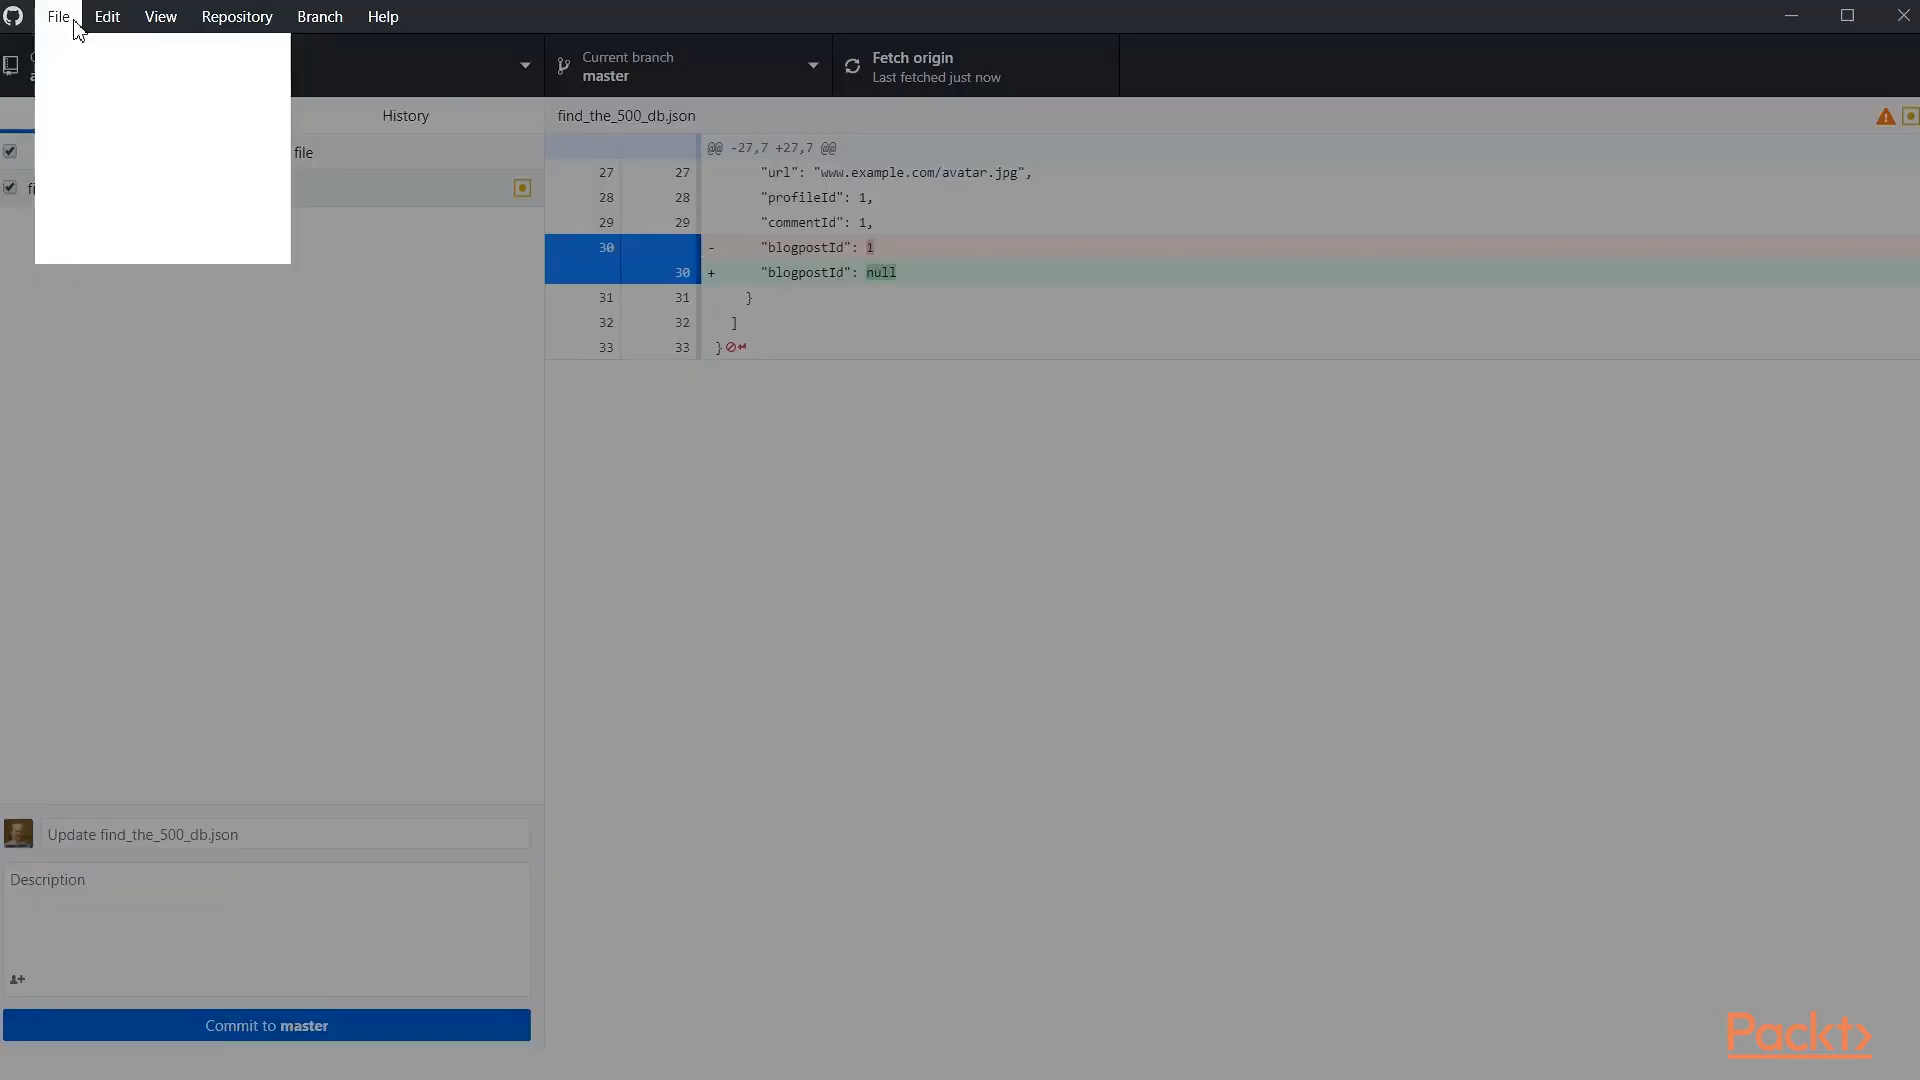 File Edit View Repository Branch Help
Current branch
master
Fetch origin
Last fetched just now
History
file
find_the_500_db.json
@@ -27,7 +27,7 @@
27 27 "url": "www.example.com/avatar.jpg",
28 28 "profileId": 1,
29 29 "commentId": 1,
30 - "blogpostId": 1
30 + "blogpostId": null
31 31 }
32 32 ]
33 33 }
Update find_the_500_db.json
Description
Commit to master
Packt>